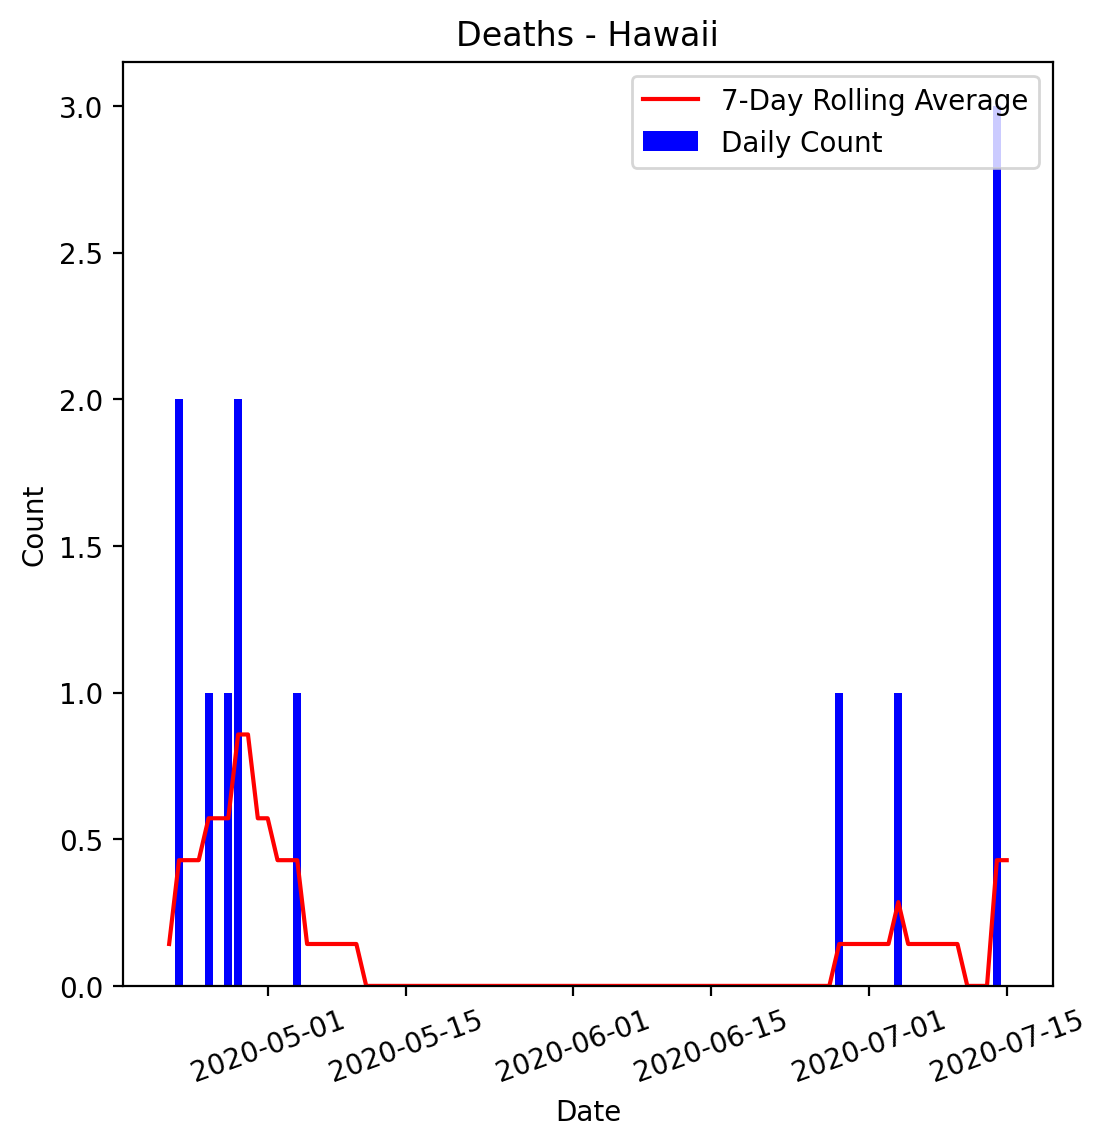 Deaths - Hawaii
7-Day Rolling Average
Daily Count
3.0
2.5
2.0
1.5
1.0
0.5
0.0
Count
2020-05-01
2020-05-15
2020-06-01
2020-06-15
2020-07-01
2020-07-15
Date